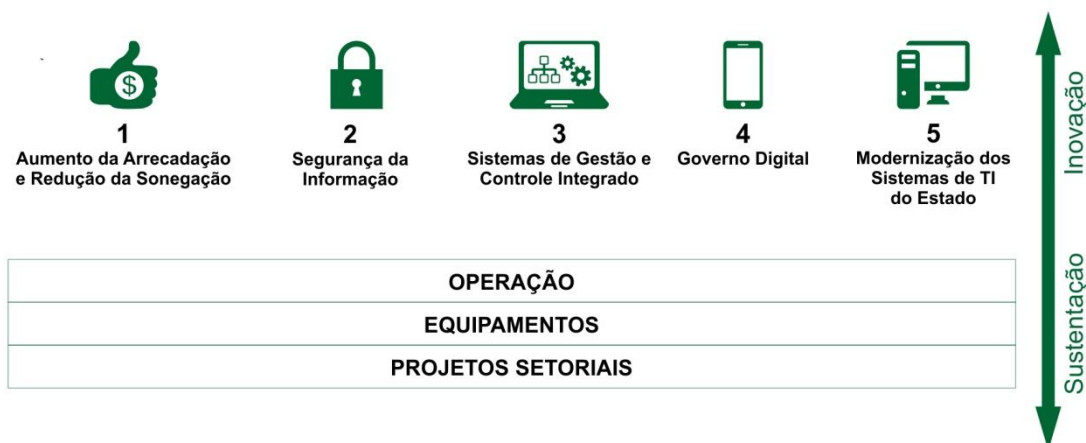 $
1
Aumento da Arrecadação
e Redução da Sonegação
2
Segurança da
Informação
3
Sistemas de Gestão e
Controle Integrado
4
Governo Digital
5
Modernização dos
Sistemas de TI
do Estado
Inovação
OPERAÇÃO
EQUIPAMENTOS
PROJETOS SETORIAIS
Sustentação